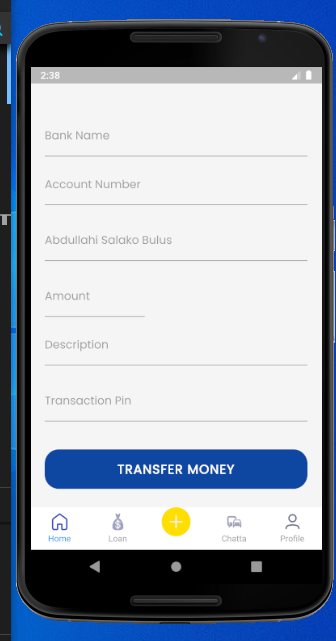 2:38
Bank Name
Account Number
Abdullahi Salako Bulus
Amount
Description
Transaction Pin
TRANSFER MONEY
Home
Loan
Chatta
Profile